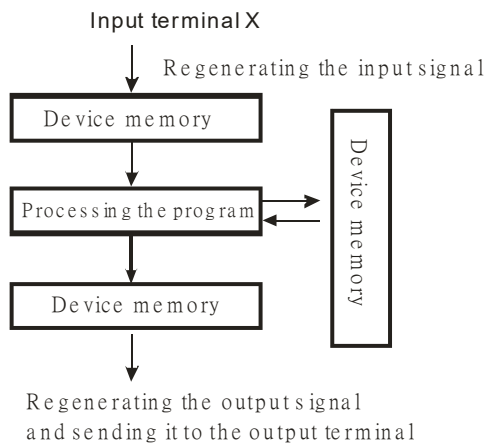 Input terminal X
Regenerating the input signal
Device memory
Processing the program
Device memory
Device memory
Regenerating the output signal
and sending it to the output terminal